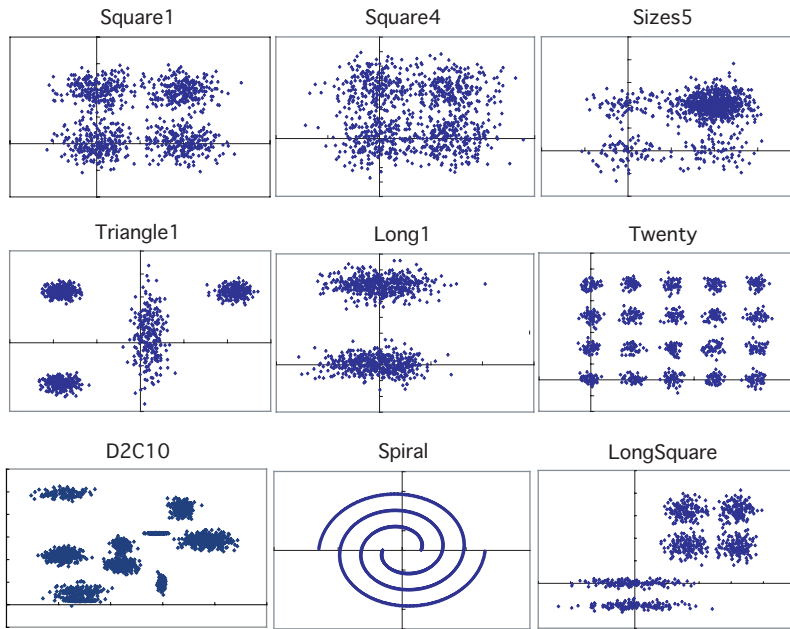 Square1
Square4
Sizes5
Triangle1
Long1
Twenty
D2C10
Spiral
LongSquare